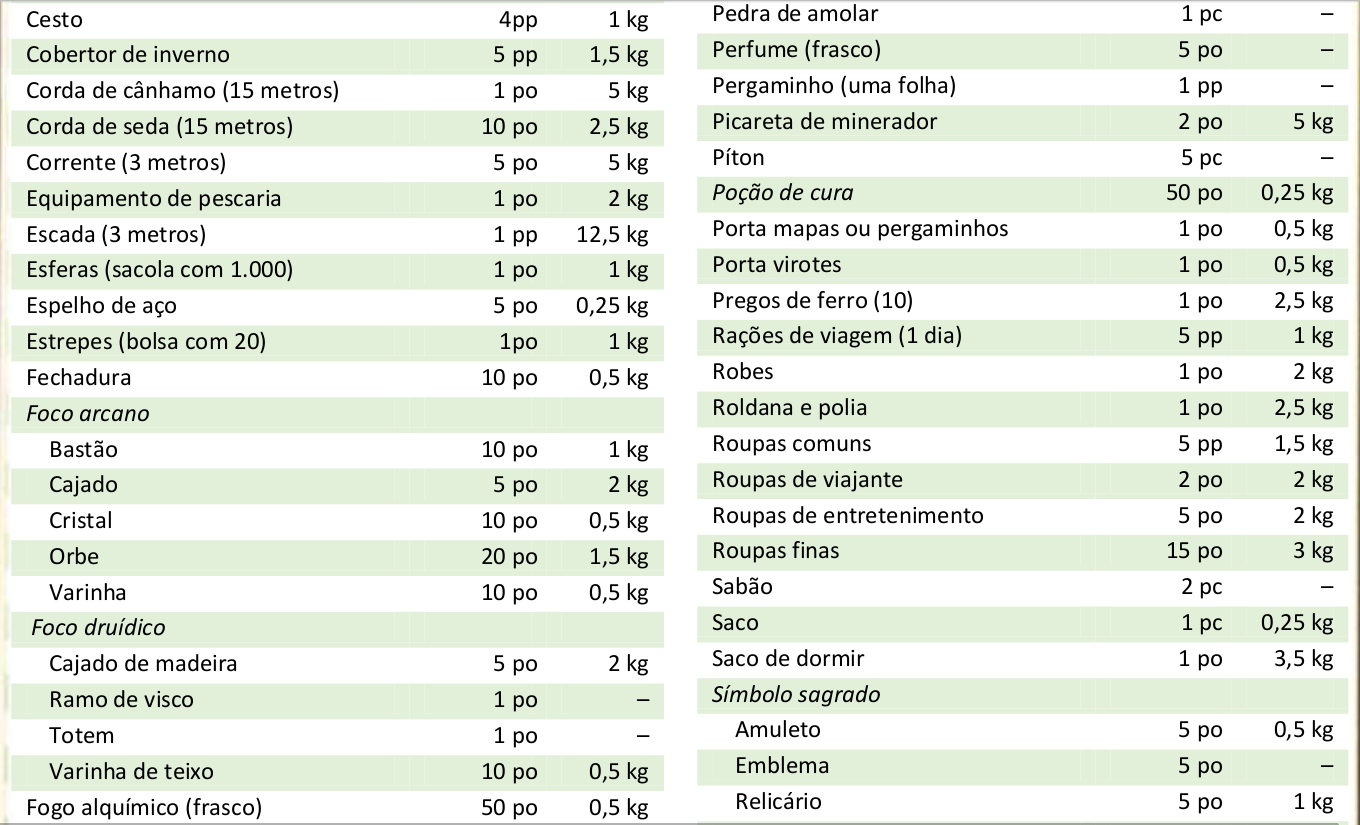 Cesto 4pp 1 kg
Cobertor de inverno 5 pp 1,5 kg
Corda de cânhamo (15 metros) 1 po 5 kg
Corda de seda (15 metros) 10 po 2,5 kg
Corrente (3 metros) 5 po 5 kg
Equipamento de pescaria 1 po 2 kg
Escada (3 metros) 1 pp 12,5 kg
Esferas (sacola com 1.000) 1 po 1 kg
Espelho de aço 5 po 0,25 kg
Estrepes (bolsa com 20) 1po 1 kg
Fechadura 10 po 0,5 kg
Foco arcano
Bastão 10 po 1 kg
Cajado 5 po 2 kg
Cristal 10 po 0,5 kg
Orbe 20 po 1,5 kg
Varinha 10 po 0,5 kg
Foco druídico
Cajado de madeira 5 po 2 kg
Ramo de visco 1 po –
Totem 1 po –
Varinha de teixo 10 po 0,5 kg
Fogo alquímico (frasco) 50 po 0,5 kg
Pedra de amolar 1 pc –
Perfume (frasco) 5 po –
Pergaminho (uma folha) 1 pp –
Picareta de minerador 2 po 5 kg
Píton 5 pc –
Poção de cura 50 po 0,25 kg
Porta mapas ou pergaminhos 1 po 0,5 kg
Porta virotes 1 po 0,5 kg
Pregos de ferro (10) 1 po 2,5 kg
Rações de viagem (1 dia) 5 pp 1 kg
Robes 1 po 2 kg
Roldana e polia 1 po 2,5 kg
Roupas comuns 5 pp 1,5 kg
Roupas de viajante 2 po 2 kg
Roupas de entretenimento 5 po 2 kg
Roupas finas 15 po 3 kg
Sabão 2 pc –
Saco 1 pc 0,25 kg
Saco de dormir 1 po 3,5 kg
Símbolo sagrado
Amuleto 5 po 0,5 kg
Emblema 5 po –
Relicário 5 po 1 kg